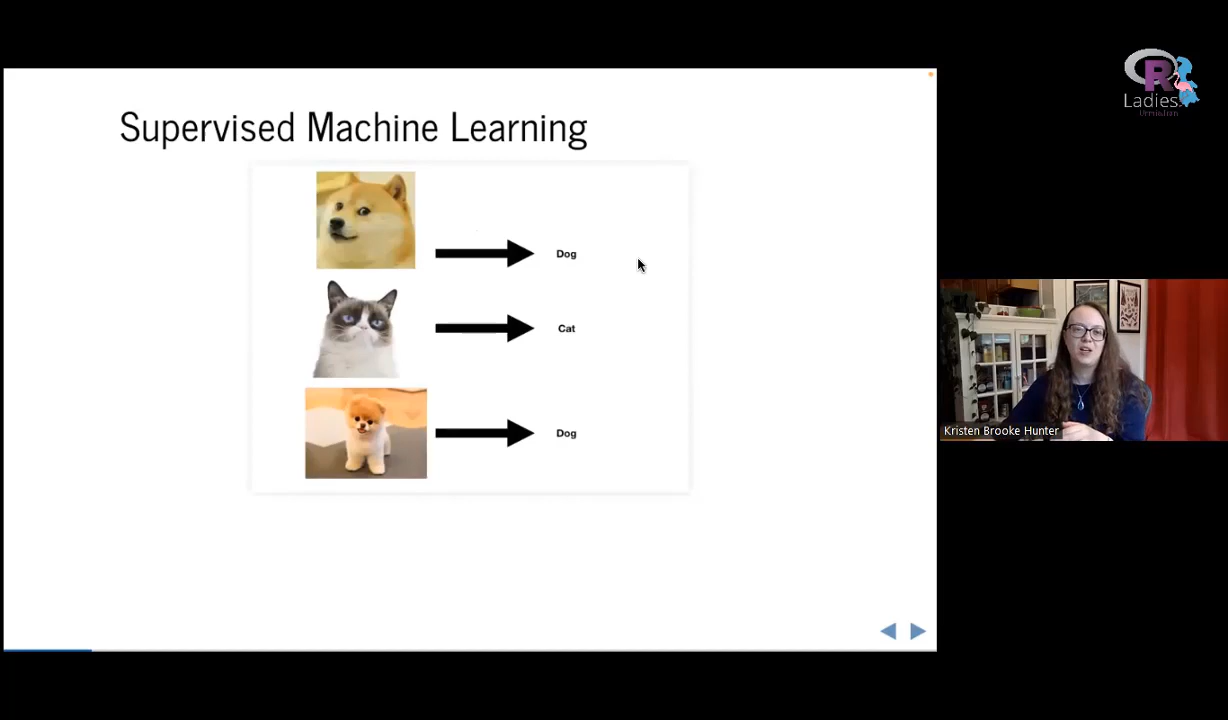 Supervised Machine Learning
Dog
Cat
Dog
R
Ladies
Kristen Brooke Hunter